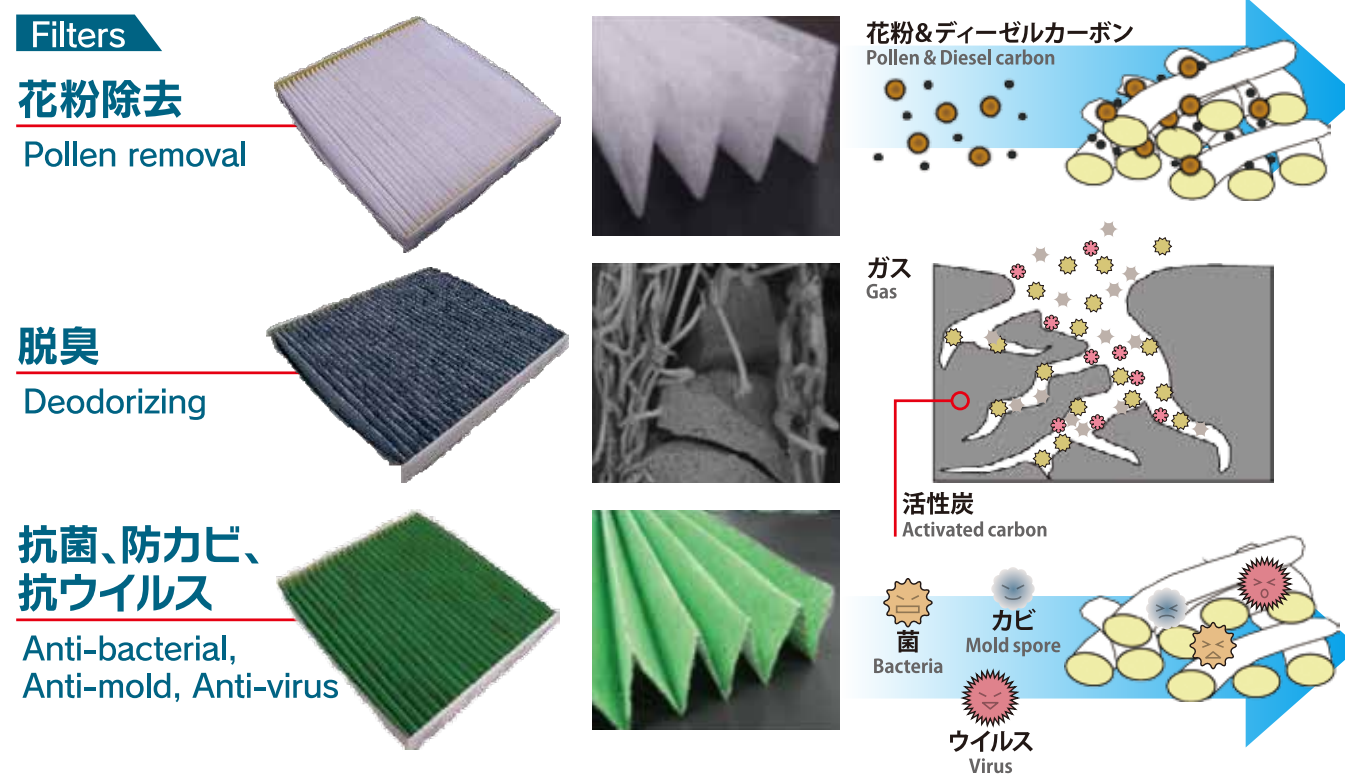 Filters
花粉除去
Pollen removal
花粉&ディーゼルカーボン
Pollen & Diesel carbon
脱臭
Deodorizing
ガス
Gas
活性炭
Activated carbon
抗菌、防カビ、
抗ウイルス
Anti-bacterial,
Anti-mold, Anti-virus
菌
Bacteria
カビ
Mold spore
ウイルス
Virus